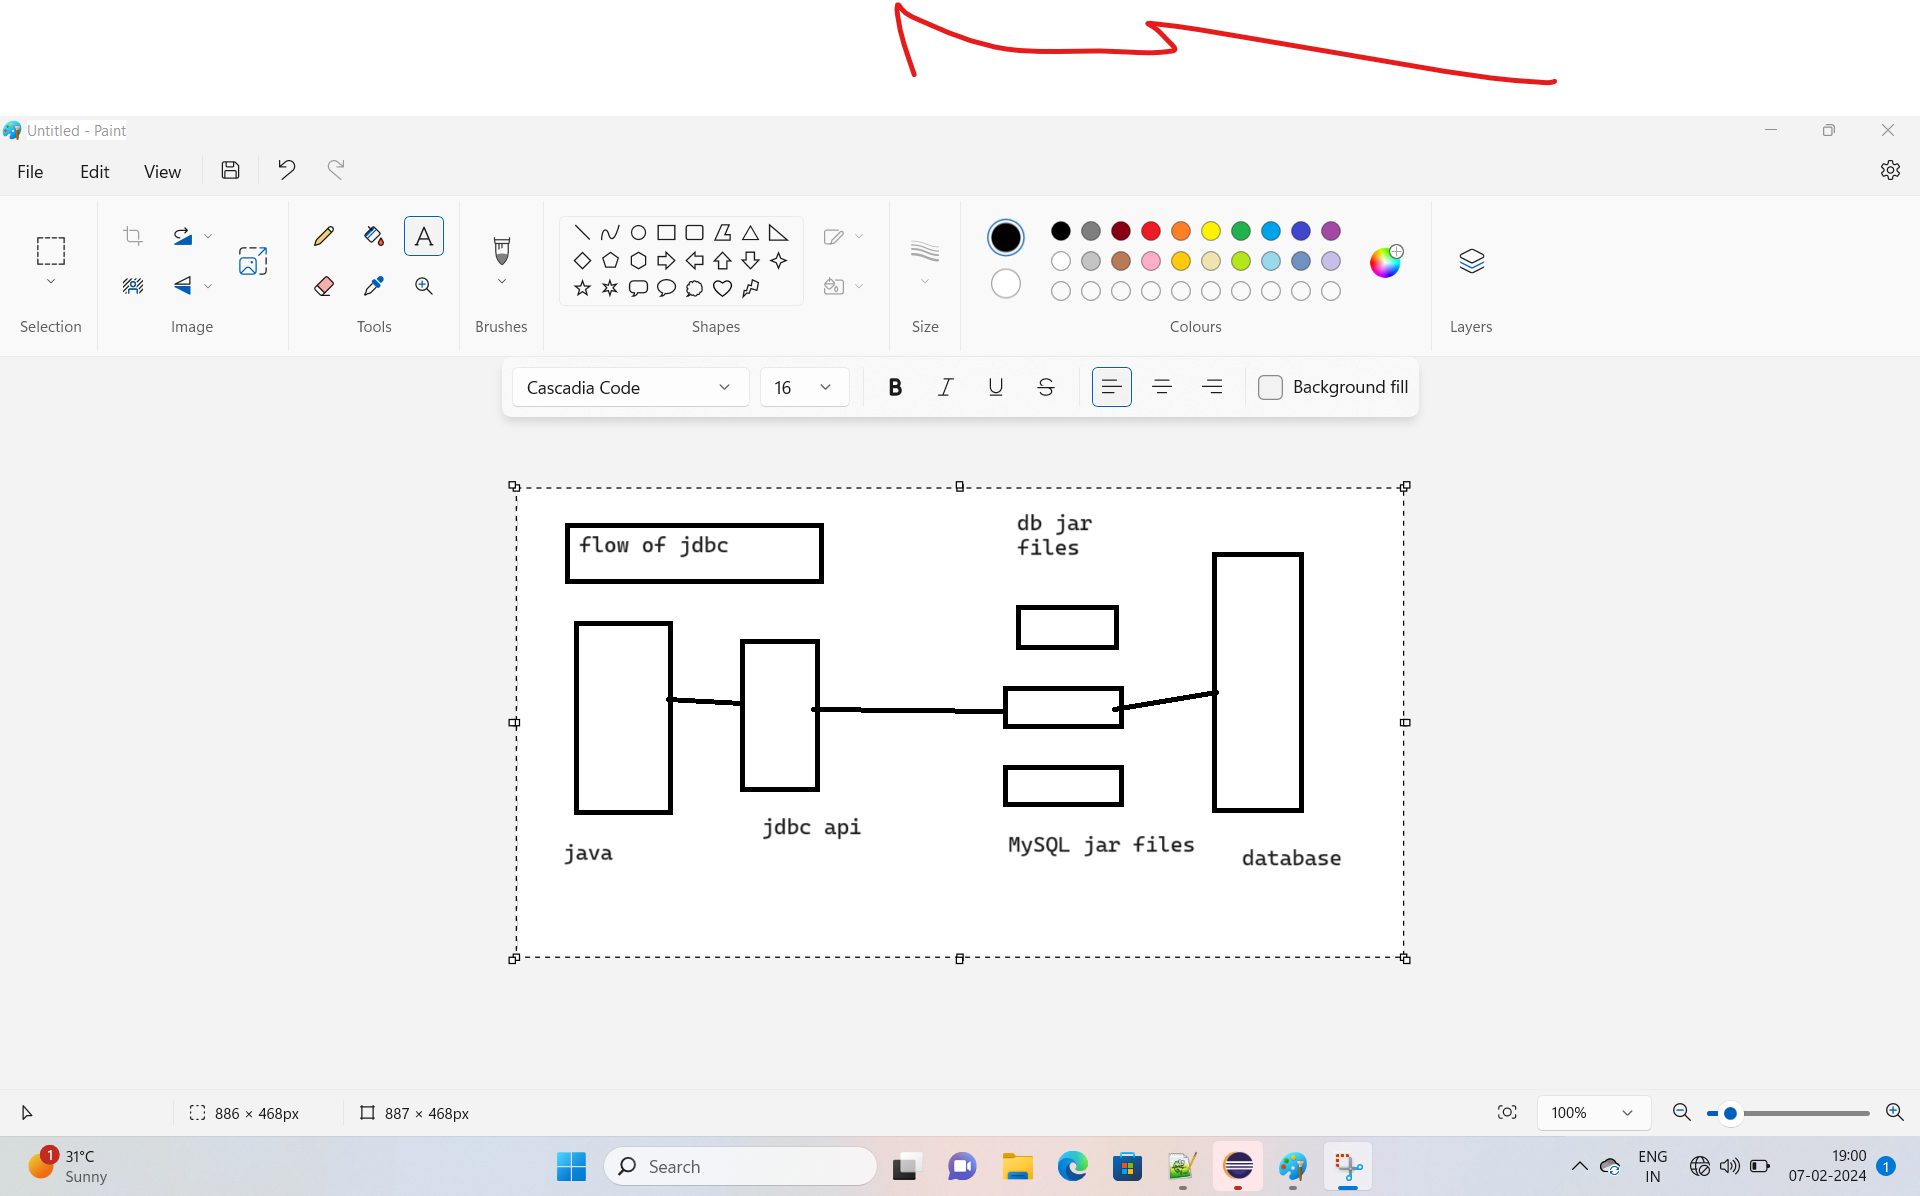 Untitled - Paint
File Edit View
Selection Image Tools Brushes Shapes Size Colours Layers
Cascadia Code 16 B I U S Background fill
flow of jdbc
db jar
files
jdbc api
java
MySQL jar files
database
886 × 468px 887 × 468px 100%
1 31°C
Sunny
Search
ENG
IN
19:00
07-02-2024
1